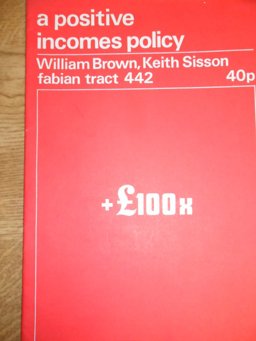 a positive
incomes policy
William Brown, Keith Sisson
fabian tract 442 40p
+£100x